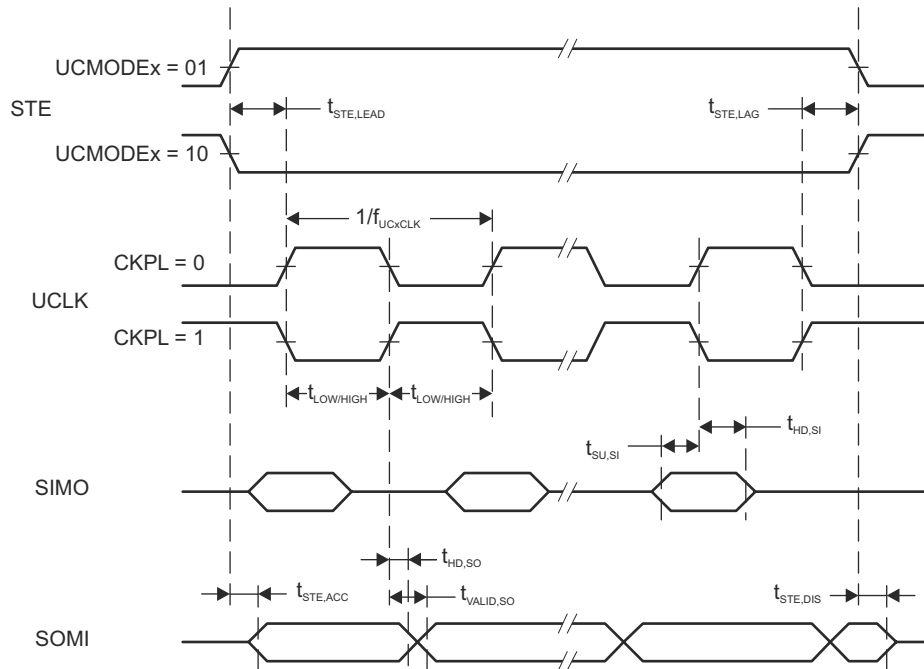 UCMODEx = 01
STE
tSTE,LEAD
tSTE,LAG
UCMODEx = 10
1/fUCxCLK
CKPL = 0
UCLK
CKPL = 1
tLOW/HIGH
tLOW/HIGH
tHD,SI
tSU,SI
SIMO
tHD,SO
tSTE,ACC
tVALID,SO
tSTE,DIS
SOMI